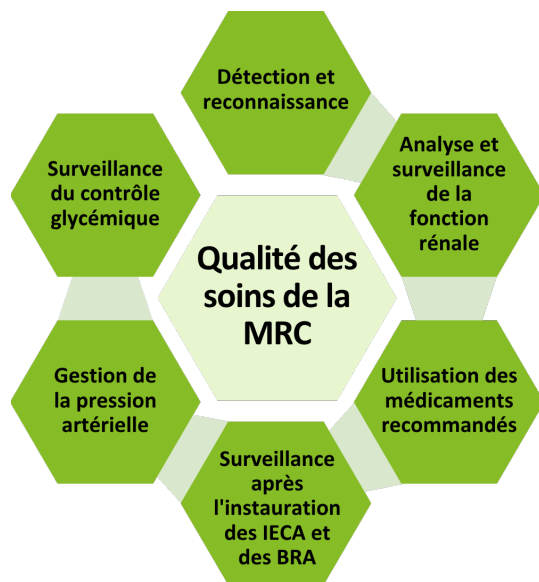 Détection et
reconnaissance
Analyse et
surveillance
de la
fonction
rénale
Utilisation des
médicaments
recommandés
Surveillance
après
l'instauration
des IECA et
des BRA
Gestion de
la pression
artérielle
Surveillance
du contrôle
glycémique
Qualité des
soins de la
MRC